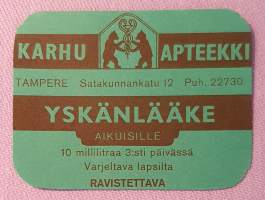 KARHU APTEEKKI
TAMPERE Satakunnankatu 12 Puh. 22730
YSKÄNLÄÄKE
AIKUISILLE
10 millilitraa 3:sti päivässä
Varjeltava lapsilta
RAVISTETTAVA